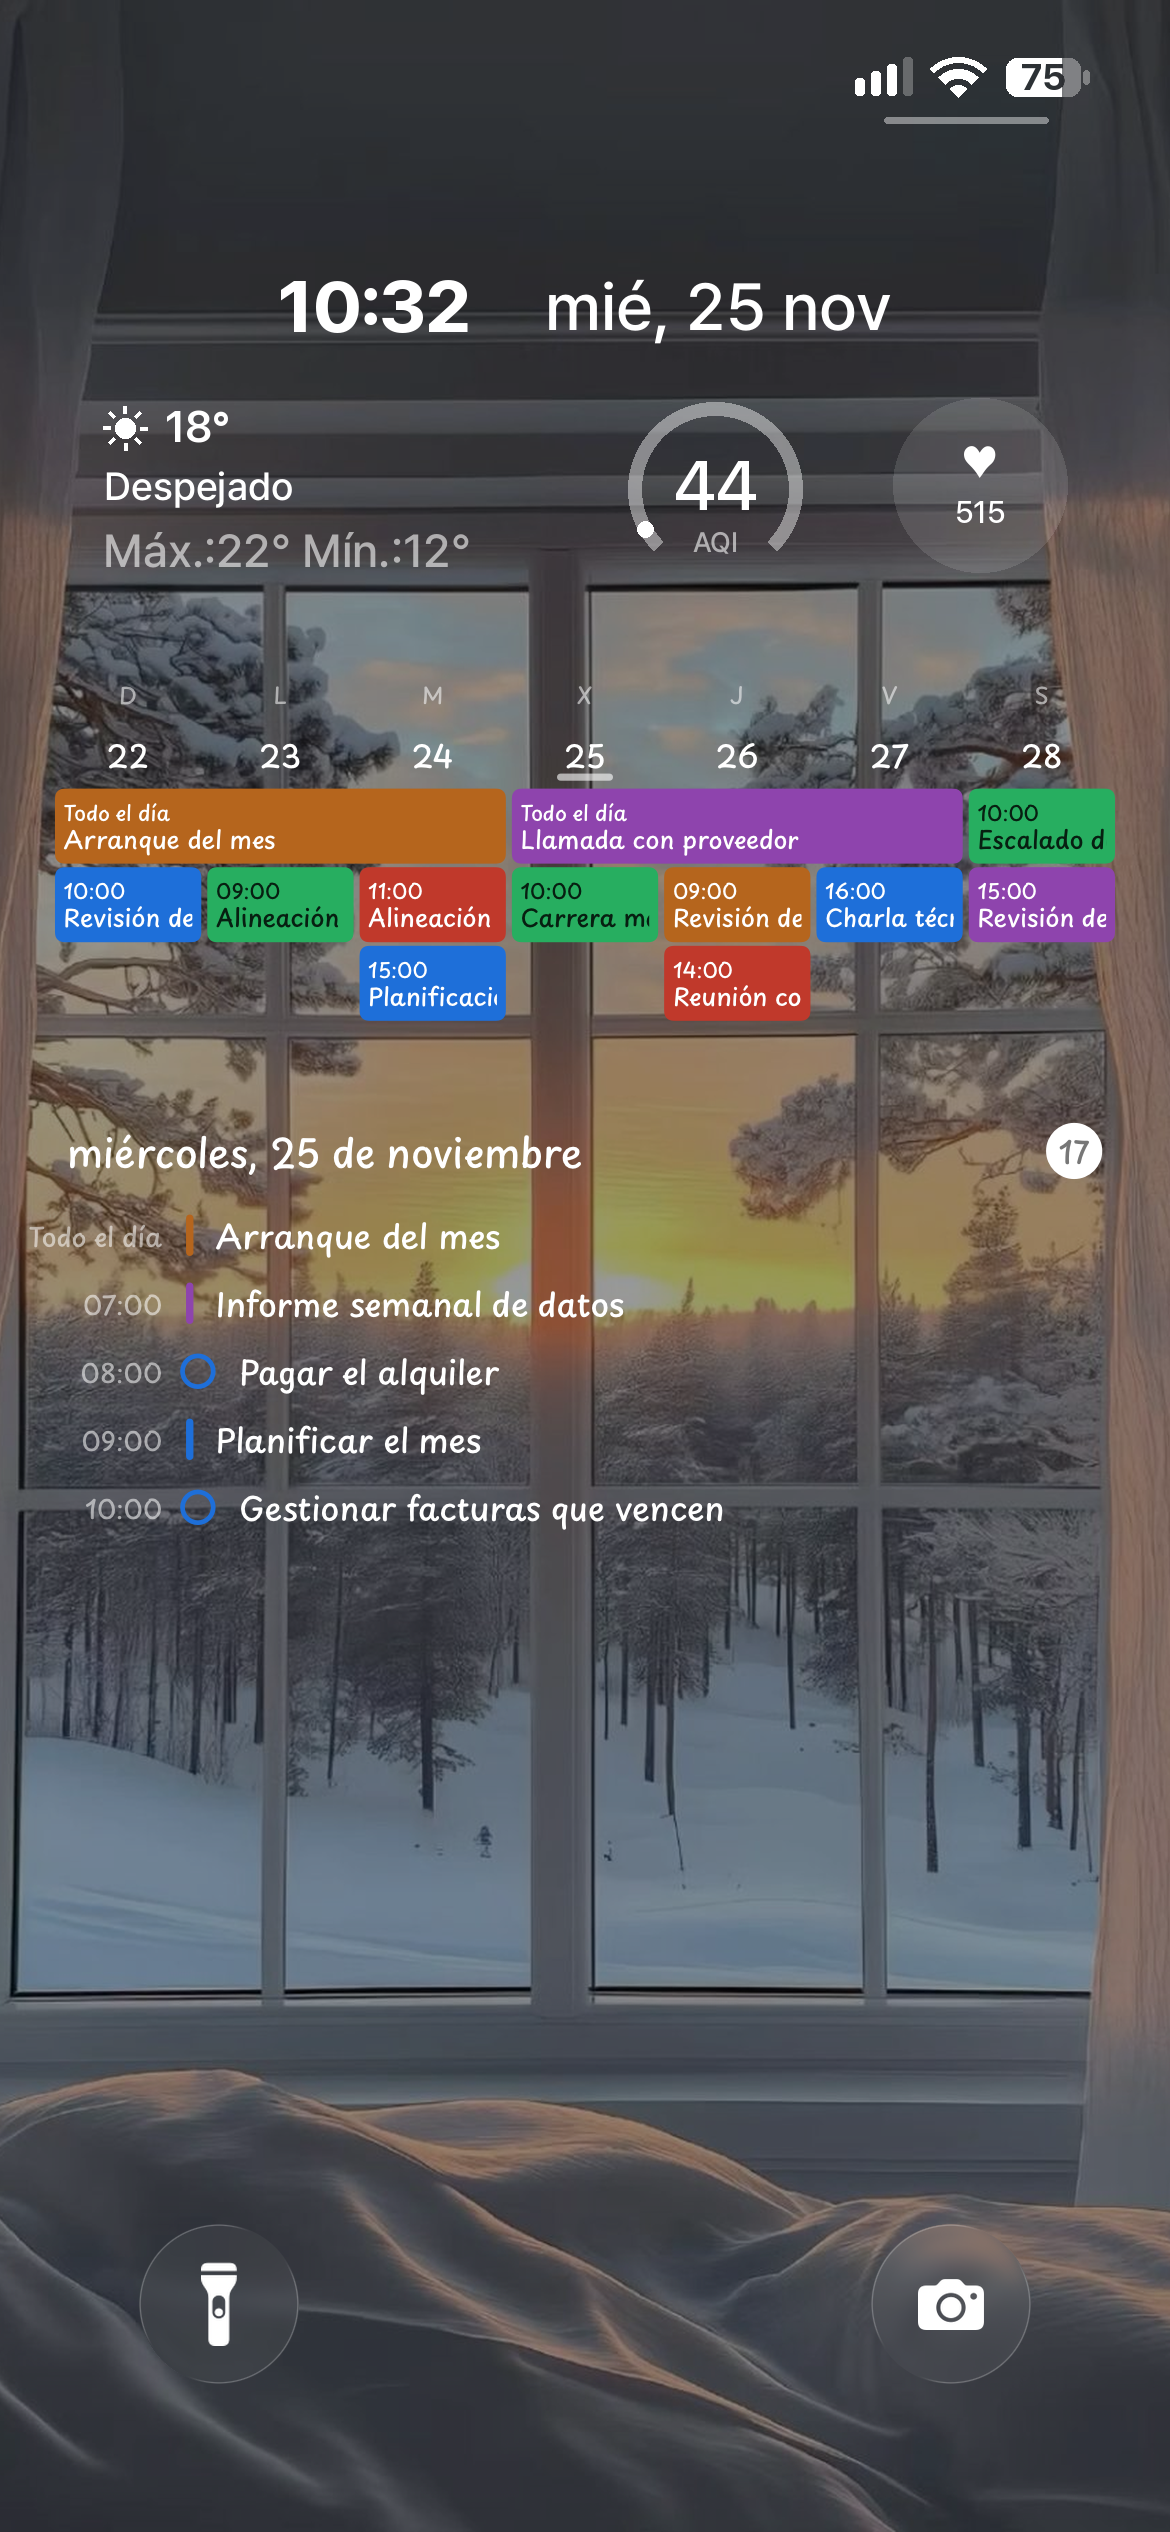 75
10:32 mié, 25 nov
18°
Despejado
Máx.:22° Mín.:12°
44
AQI
515
D L M X J V S
22 23 24 25 26 27 28
Todo el día
Arranque del mes
Todo el día
Llamada con proveedor
10:00
Escalado d
10:00
Revisión de
09:00
Alineación
11:00
Alineación
10:00
Carrera
09:00
Revisión de
16:00
Charla
15:00
Revisión de
15:00
14:00
Reunión co
miércoles, 25 de noviembre 17
Todo el día Arranque del mes
07:00 Informe semanal de datos
08:00 Pagar el alquiler
09:00 Planificar el mes
10:00 Gestionar facturas que vencen